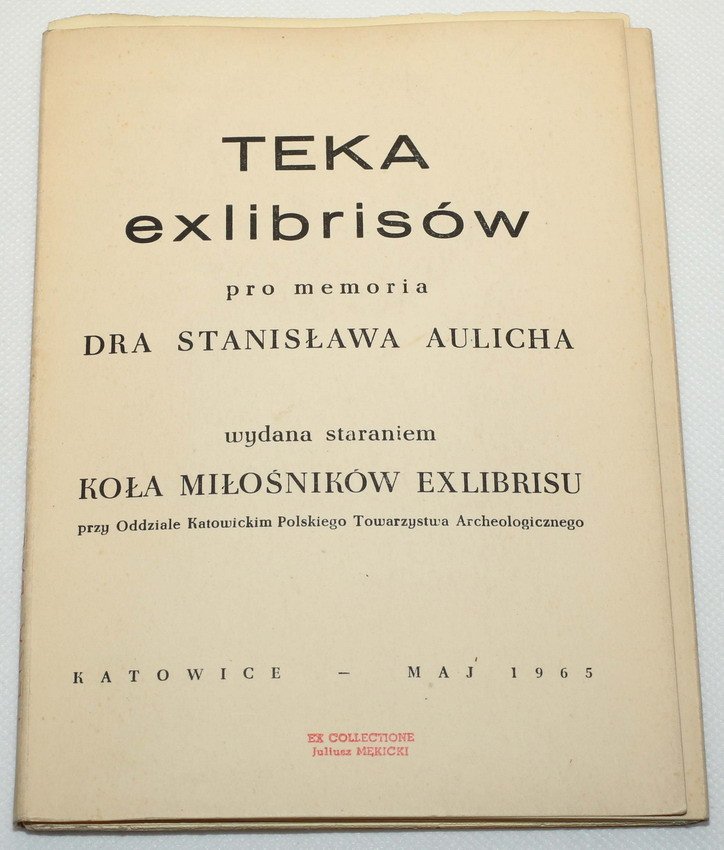 TEKA
exlibrisów
pro memoria
DRA STANISŁAWA AULICHA
wydana staraniem
KOŁA MIŁOŚNIKÓW EXLIBRISU
przy Oddziale Katowickim Polskiego Towarzystwa Archeologicznego
KATOWICE – MAJ 1965
EX COLLECTIONE
Juliusz MĘKICKI